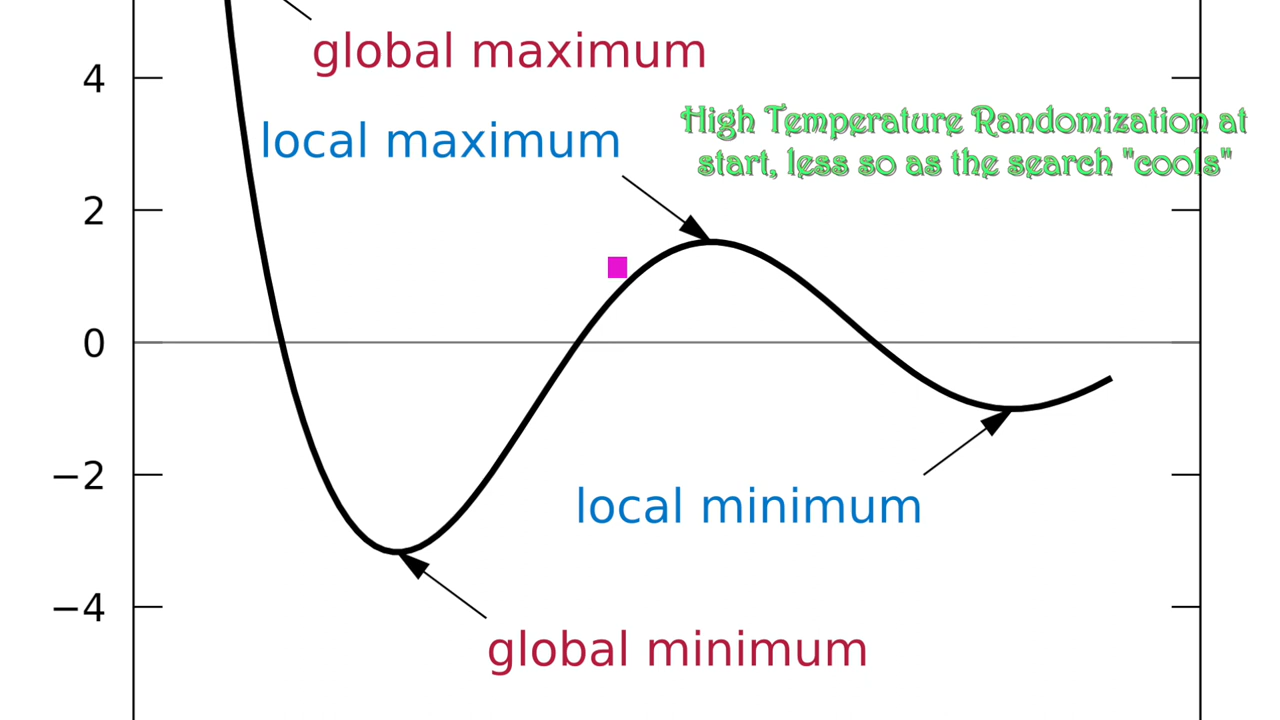 global maximum
4
local maximum
High Temperature Randomization at
start, less so as the search "cools"
2
0
−2
local minimum
−4
global minimum